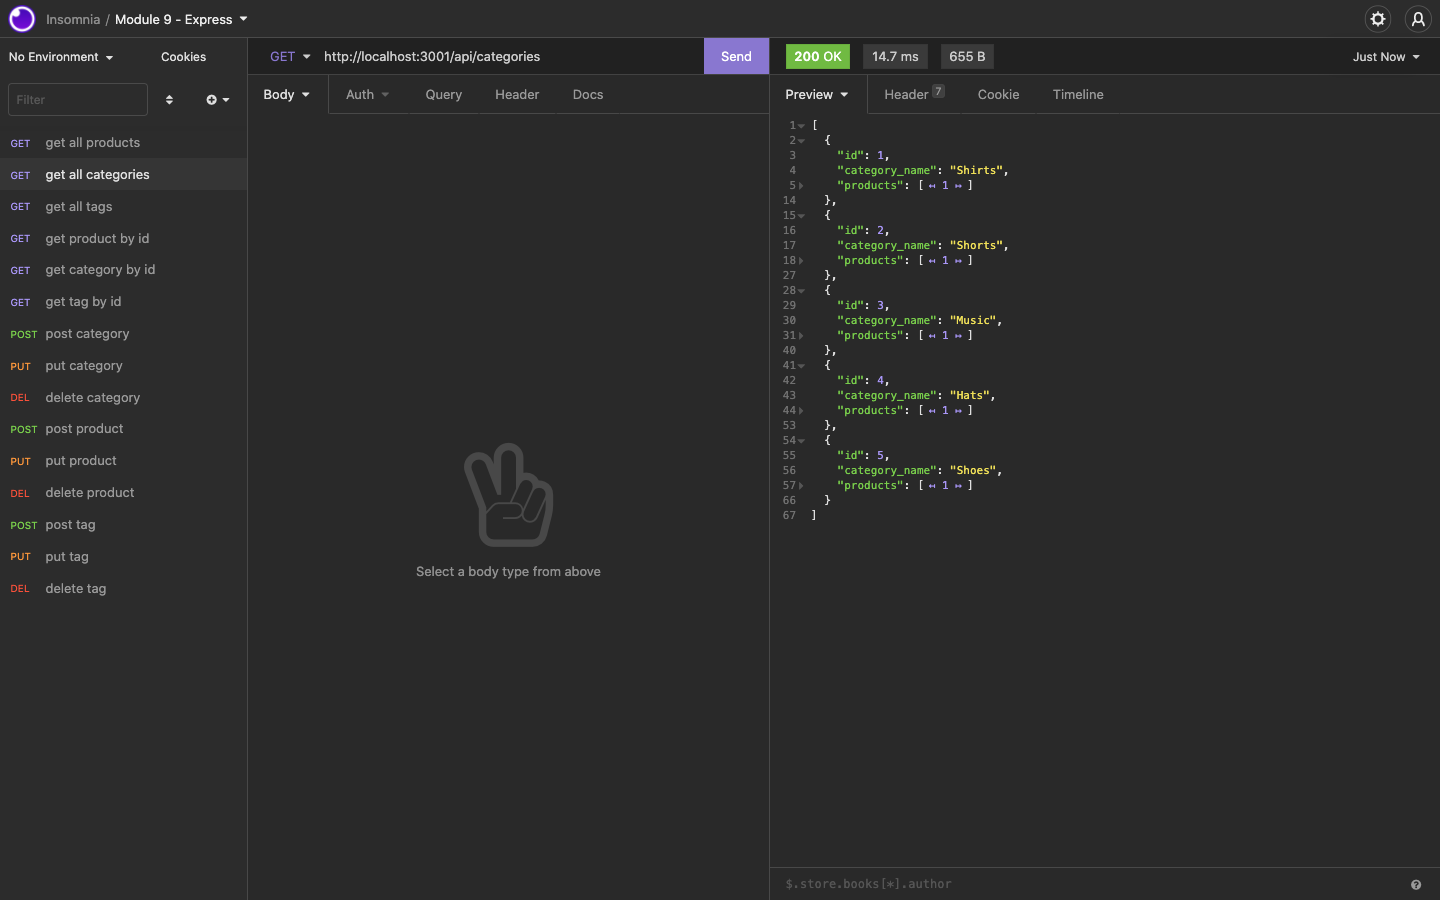 Insomnia / Module 9 - Express
No Environment
Cookies
GET http://localhost:3001/api/categories
Send
200 OK
14.7 ms
655 B
Just Now
Filter
Body
Auth
Query
Header
Docs
Preview
Header 7
Cookie
Timeline
GET get all products
GET get all categories
GET get all tags
GET get product by id
GET get category by id
GET get tag by id
POST post category
PUT put category
DEL delete category
POST post product
PUT put product
DEL delete product
POST post tag
PUT put tag
DEL delete tag
Select a body type from above
1 [
2 {
3 "id": 1,
4 "category_name": "Shirts",
5 "products": [ ↤ 1 ↦ ]
14 },
15 {
16 "id": 2,
17 "category_name": "Shorts",
18 "products": [ ↤ 1 ↦ ]
27 },
28 {
29 "id": 3,
30 "category_name": "Music",
31 "products": [ ↤ 1 ↦ ]
40 },
41 {
42 "id": 4,
43 "category_name": "Hats",
44 "products": [ ↤ 1 ↦ ]
53 },
54 {
55 "id": 5,
56 "category_name": "Shoes",
57 "products": [ ↤ 1 ↦ ]
66 }
67 ]
$.store.books[*].author